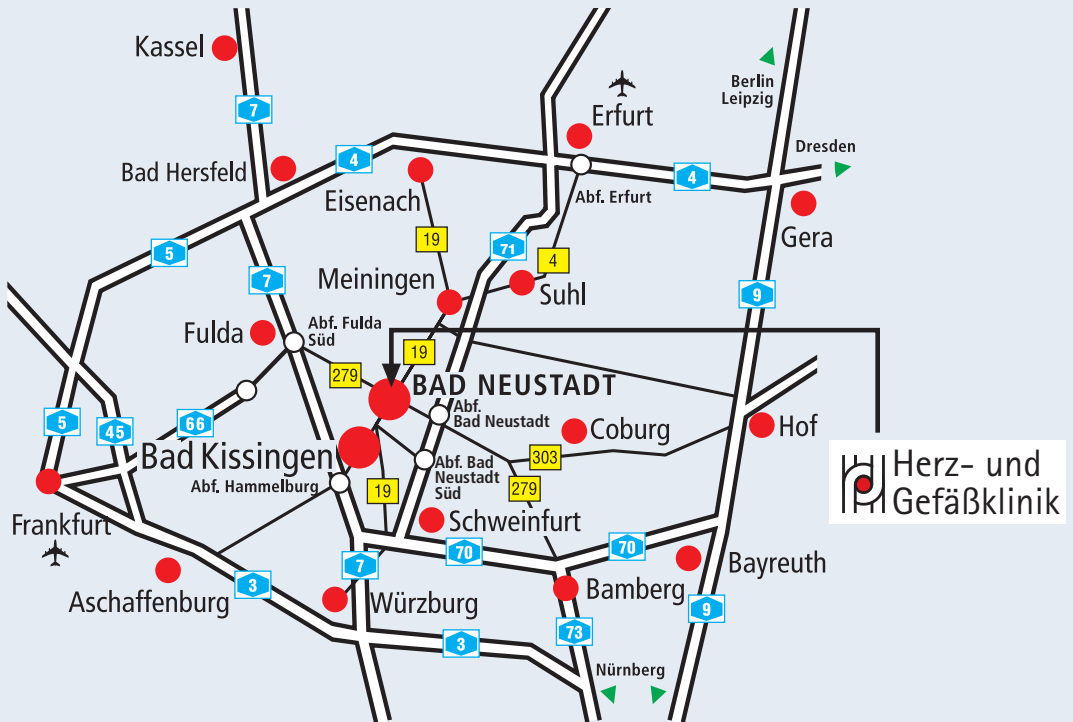 Kassel
7
Berlin
Leipzig
Erfurt
Dresden
Bad Hersfeld
4
4
Abf. Erfurt
Eisenach
19
71
4
Gera
5
7
Meiningen
Suhl
9
Fulda
Abf. Fulda
Süd
19
279
BAD NEUSTADT
Abf.
Bad Neustadt
5
45
66
Coburg
Hof
Bad Kissingen
303
Abf. Hammelburg
19
Abf. Bad
Neustadt
Süd
279
Herz- und
Gefäßklinik
Frankfurt
Schweinfurt
70
70
Bayreuth
Aschaffenburg
3
7
Würzburg
Bamberg
9
3
73
Nürnberg